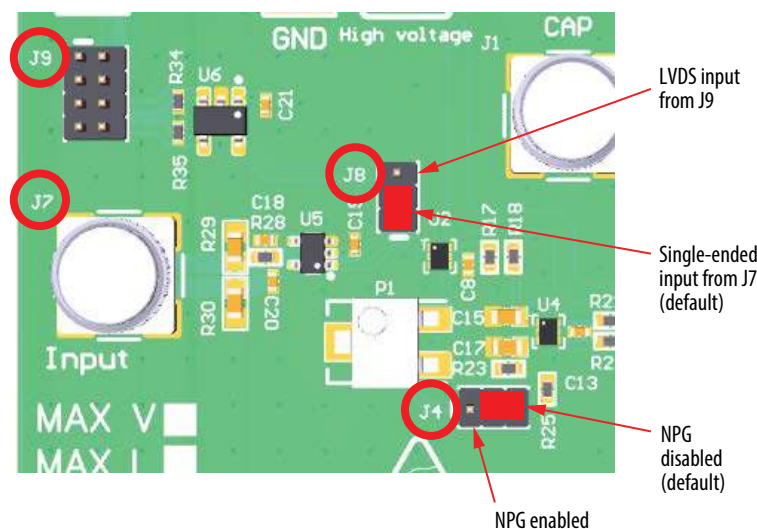 GND
High voltage
J1
CAP
J9
R34
U6
C21
R35
LVDS input
from J9
J8
J7
C18
R28
U5
R29
R17
R18
Single-ended
input from J7
(default)
C8
C20
R30
P1
C15
U4
Input
C17
R23
C13
J4
R25
MAX V
NPG
disabled
(default)
NPG enabled